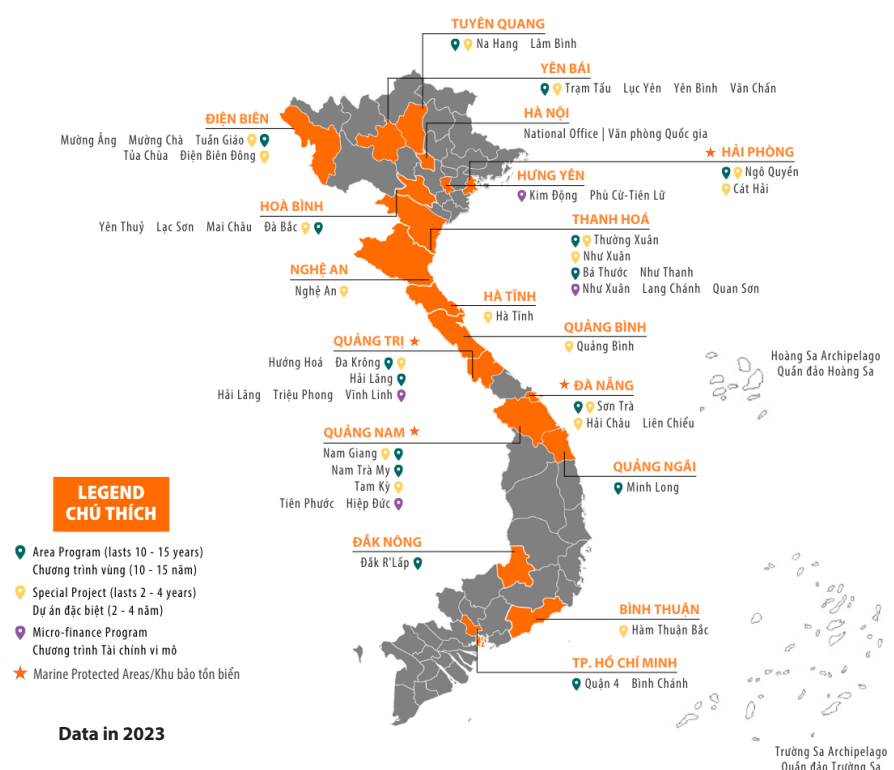 TUYÊN QUANG
Na Hang Lâm Bình
YÊN BÁI
Trạm Tấu Lục Yên Yên Bình Văn Chấn
HÀ NỘI
National Office | Văn phòng Quốc gia
ĐIỆN BIÊN
Mường Ảng Mường Chà Tuần Giáo
Tủa Chùa Điện Biên Đông
HẢI PHÒNG
Ngô Quyền
Cát Hải
HƯNG YÊN
Kim Động Phù Cừ-Tiên Lữ
HOÀ BÌNH
Yên Thuỷ Lạc Sơn Mai Châu Đà Bắc
THANH HOÁ
Thường Xuân
Như Xuân
Bá Thước Như Thanh
Như Xuân Lang Chánh Quan Sơn
NGHỆ AN
Nghệ An
HÀ TĨNH
Hà Tĩnh
QUẢNG BÌNH
Quảng Bình
QUẢNG TRỊ
Hướng Hoá Đa Krông
Hải Lăng
Hải Lăng Triệu Phong Vĩnh Linh
Hoàng Sa Archipelago
Quần đảo Hoàng Sa
ĐÀ NẴNG
Sơn Trà
Hải Châu Liên Chiểu
QUẢNG NAM
Nam Giang
Nam Trà My
Tam Kỳ
Tiên Phước Hiệp Đức
QUẢNG NGÃI
Minh Long
LEGEND
CHÚ THÍCH
Area Program (lasts 10 - 15 years)
Chương trình vùng (10 - 15 năm)
Special Project (lasts 2 - 4 years)
Dự án đặc biệt (2 - 4 năm)
Micro-finance Program
Chương trình Tài chính vi mô
Marine Protected Areas/Khu bảo tồn biển
ĐẮK NÔNG
Đắk R'Lấp
BÌNH THUẬN
Hàm Thuận Bắc
TP. HỒ CHÍ MINH
Quận 4 Bình Chánh
Data in 2023
Trường Sa Archipelago
Quần đảo Trường Sa